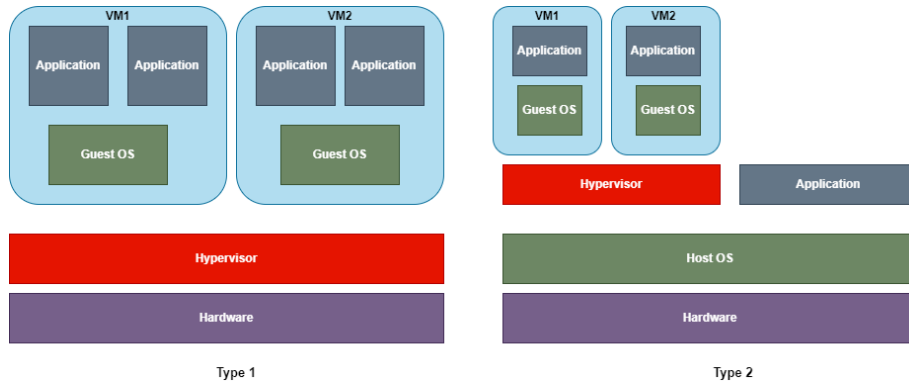 VM1
Application
Application
Guest OS
VM2
Application
Application
Guest OS
Hypervisor
Hardware
Type 1
VM1
Application
Guest OS
VM2
Application
Guest OS
Hypervisor
Application
Host OS
Hardware
Type 2